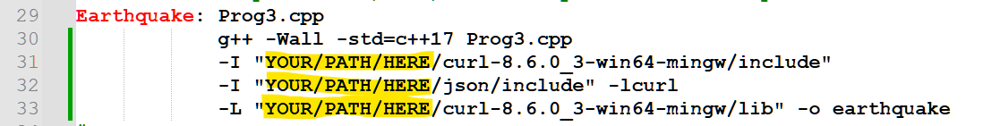 29 Earthquake: Prog3.cpp
30 g++ -Wall -std=c++17 Prog3.cpp
31 -I "YOUR/PATH/HERE/curl-8.6.0_3-win64-mingw/include"
32 -I "YOUR/PATH/HERE/json/include" -lcurl
33 -L "YOUR/PATH/HERE/curl-8.6.0_3-win64-mingw/lib" -o earthquake